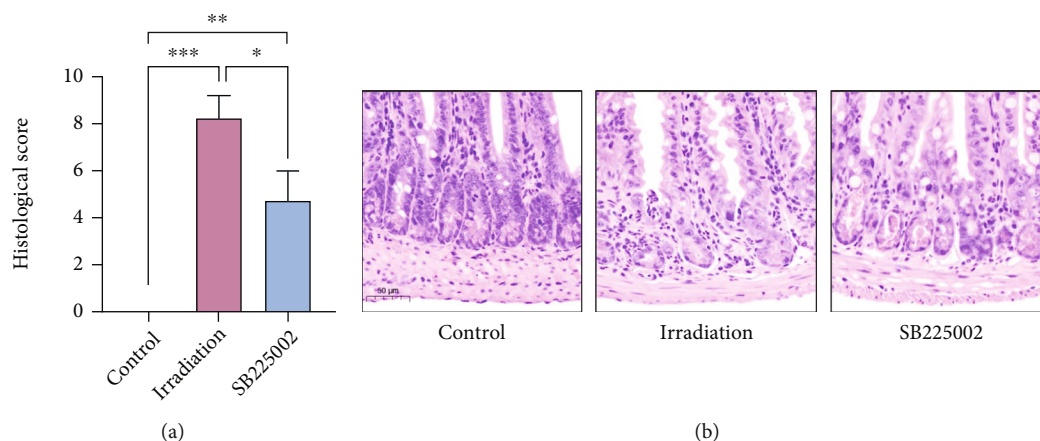 **
***
*
10
8
6
4
2
0
Histological score
Control
Irradiation
SB225002
(a)
50 μm
Control
Irradiation
SB225002
(b)